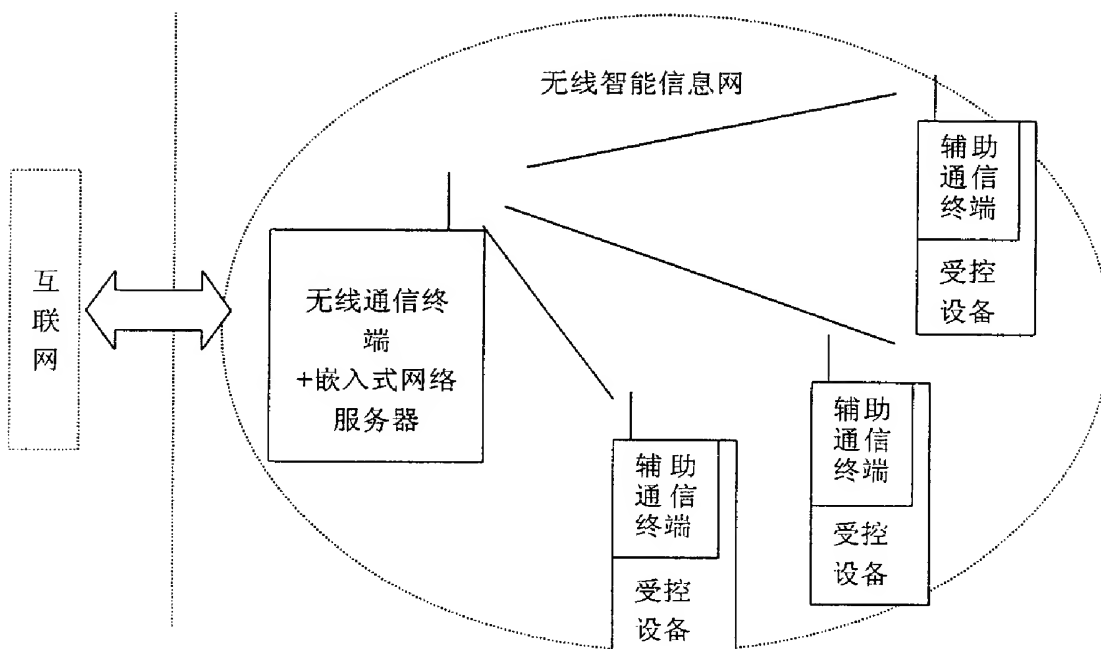 无线智能信息网
互
联
网
无线通信终
端
+嵌入式网络
服务器
辅助
通信
终端
受控
设备
辅助
通信
终端
受控
设备
辅助
通信
终端
受控
设备